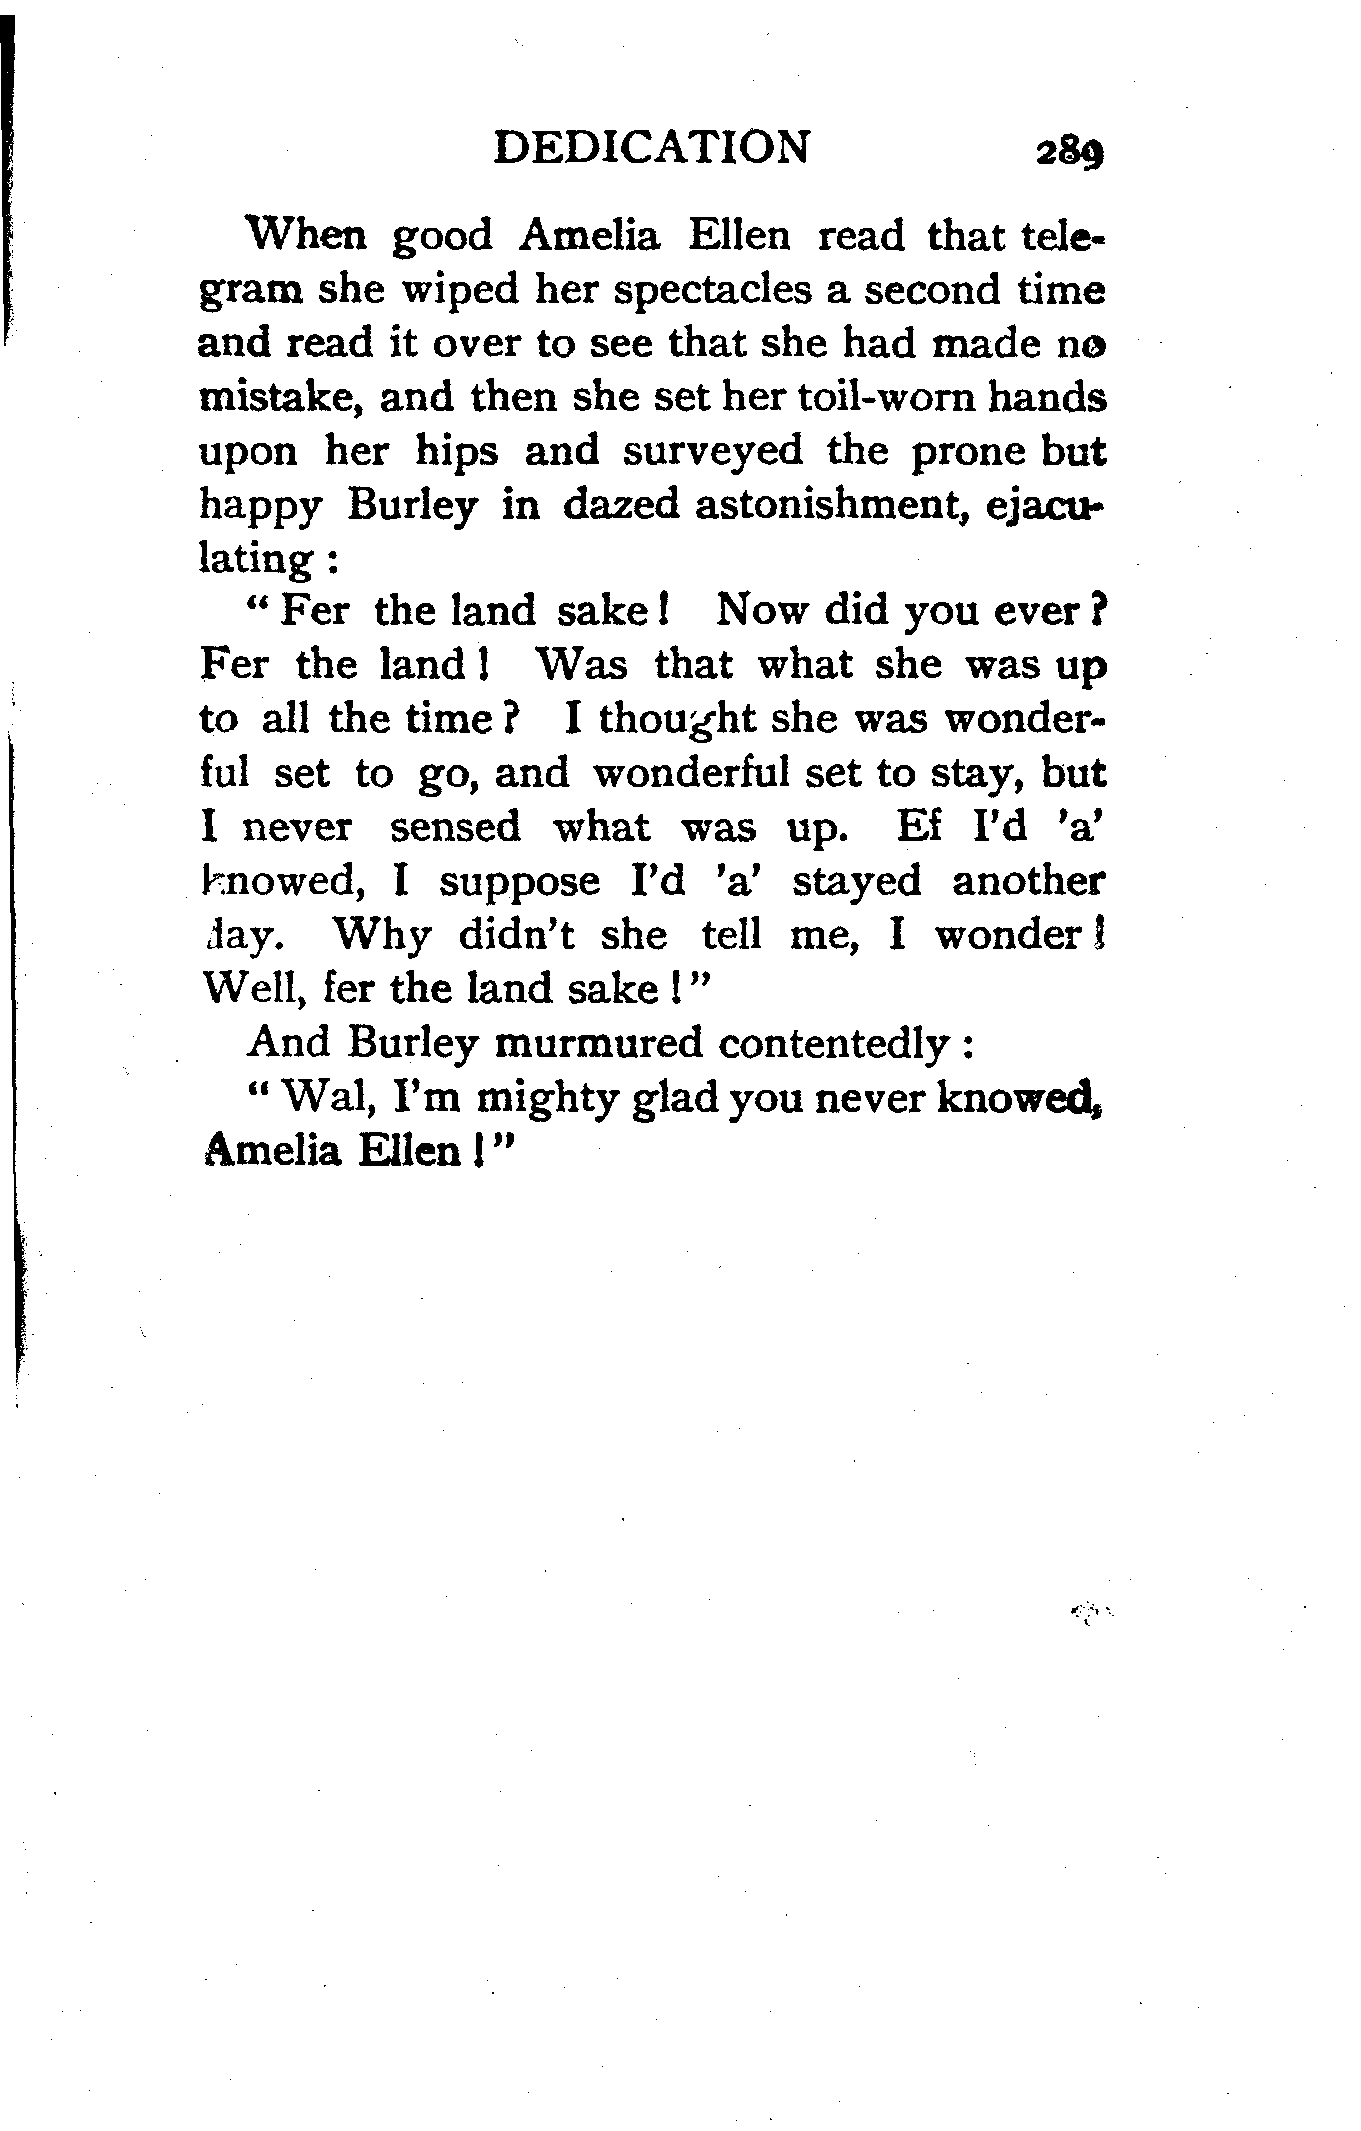 DEDICATION 289
When good Amelia Ellen read that tele-
gram she wiped her spectacles a second time
and read it over to see that she had made no
mistake, and then she set her toil-worn hands
upon her hips and surveyed the prone but
happy Burley in dazed astonishment, ejacu-
lating :
“ Fer the land sake ! Now did you ever ?
Fer the land ! Was that what she was up
to all the time ? I thought she was wonder-
ful set to go, and wonderful set to stay, but
I never sensed what was up. Ef I’d ’a’
knowed, I suppose I’d ’a’ stayed another
day. Why didn’t she tell me, I wonder !
Well, fer the land sake ! ”
And Burley murmured contentedly :
“ Wal, I’m mighty glad you never knowed,
Amelia Ellen ! ”